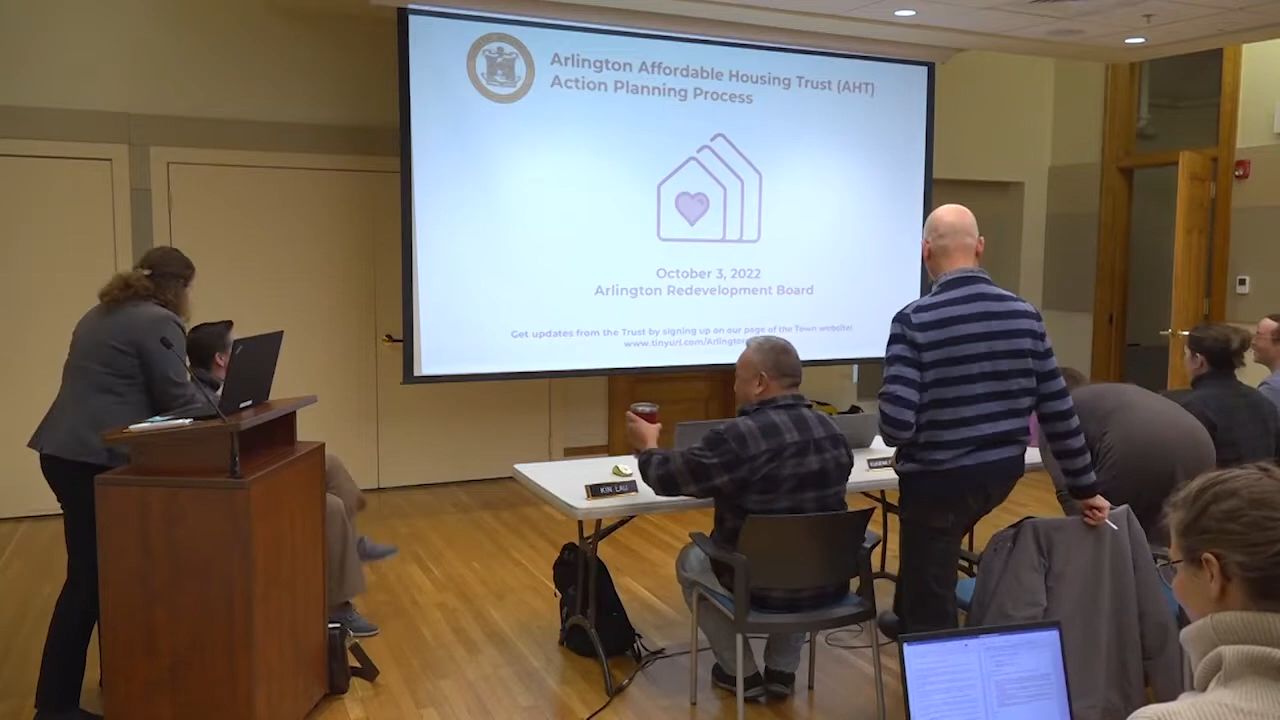 Arlington Affordable Housing Trust (AHT)
Action Planning Process
October 3, 2022
Arlington Redevelopment Board
Get updates from the Trust by signing up on our page of the Town website!
www.tinyurl.com/Arlington
KIN LAU